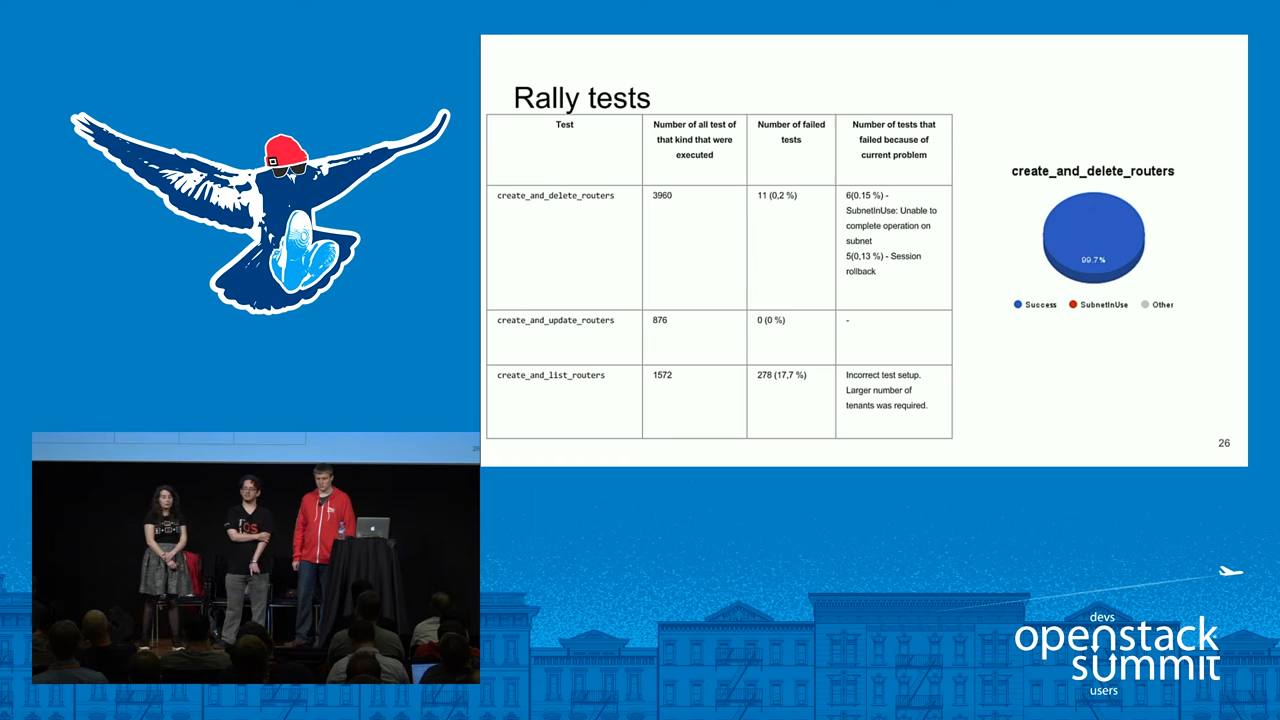 Rally tests
Test
Number of all test of
that kind that were
executed
Number of failed
tests
Number of tests that
failed because of
current problem
create_and_delete_routers
3960
11 (0,2 %)
6(0.15 %) -
SubnetInUse: Unable to
complete operation on
subnet
5(0,13 %) - Session
rollback
create_and_update_routers
876
0 (0 %)
-
create_and_list_routers
1572
278 (17,7 %)
Incorrect test setup.
Larger number of
tenants was required.
create_and_delete_routers
99.7%
Success
SubnetInUse
Other
26
OS
devs
openstack
summit
users